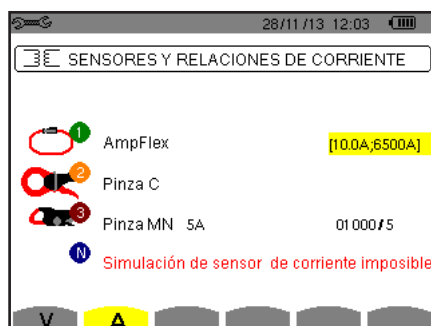 28/11/13 12:03
SENSORES Y RELACIONES DE CORRIENTE
1 AmpFlex [10.0A;6500A]
2 Pinza C
3 Pinza MN 5A 01000/5
N Simulación de sensor de corriente imposible
V A